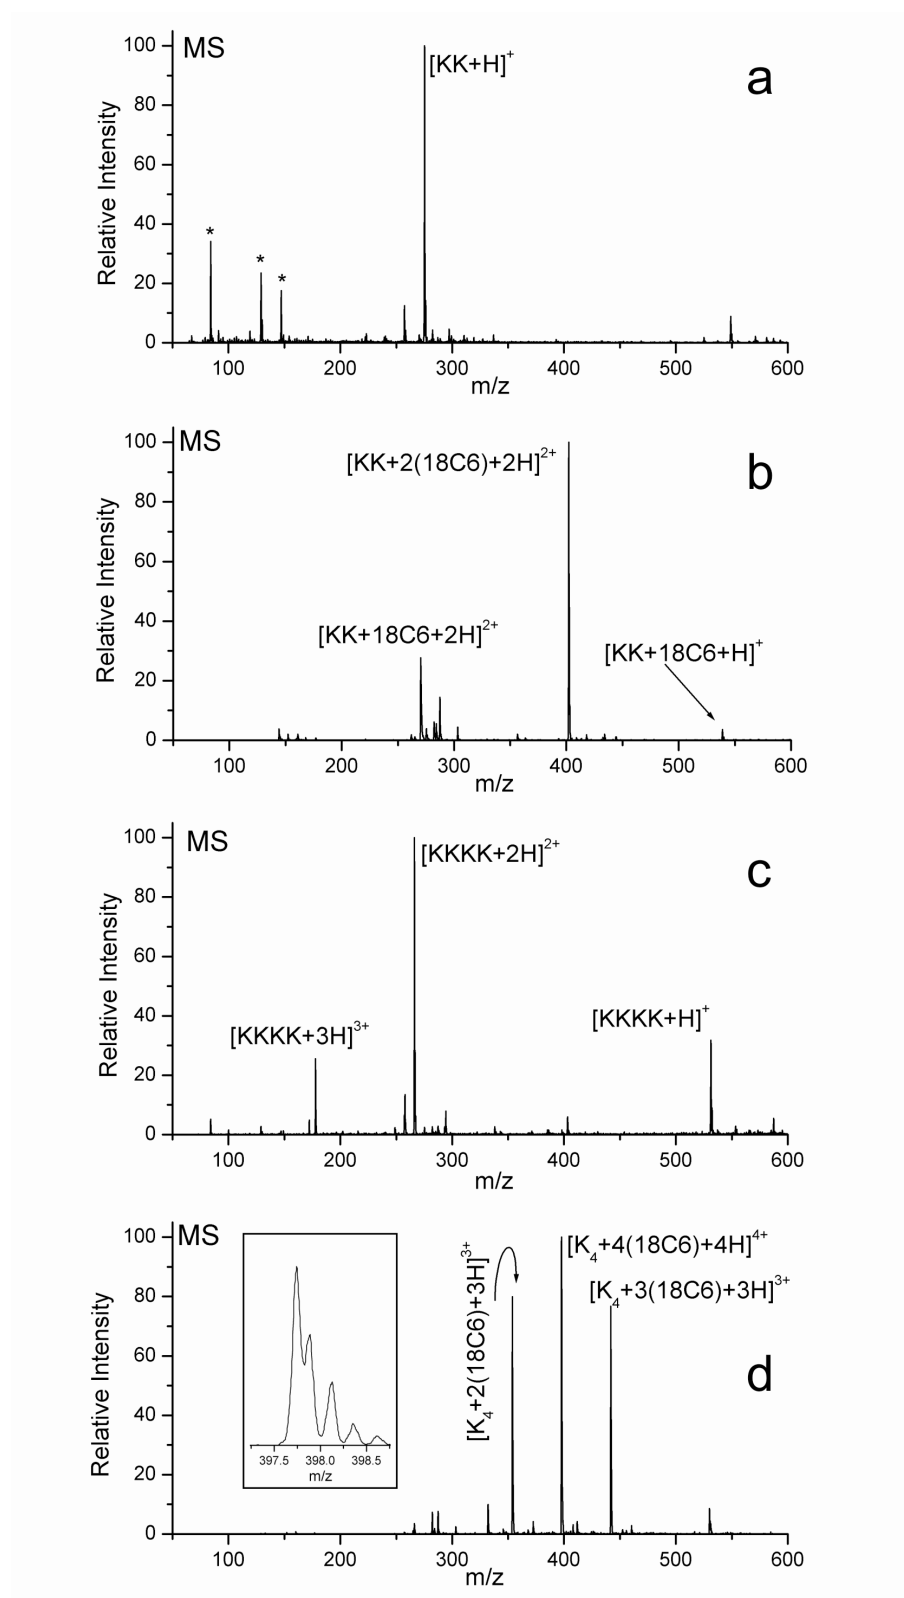 MS
a
[KK+H]+
Relative Intensity
100
80
60
40
20
0
*
*
*
100 200 300 400 500 600
m/z
MS
b
[KK+2(18C6)+2H]2+
[KK+18C6+2H]2+
[KK+18C6+H]+
Relative Intensity
100
80
60
40
20
0
100 200 300 400 500 600
m/z
MS
c
[KKKK+2H]2+
[KKKK+3H]3+
[KKKK+H]+
Relative Intensity
100
80
60
40
20
0
100 200 300 400 500 600
m/z
MS
d
[K4+4(18C6)+4H]4+
[K4+3(18C6)+3H]3+
[K4+2(18C6)+3H]3+
397.5 398.0 398.5
m/z
Relative Intensity
100
80
60
40
20
0
100 200 300 400 500 600
m/z